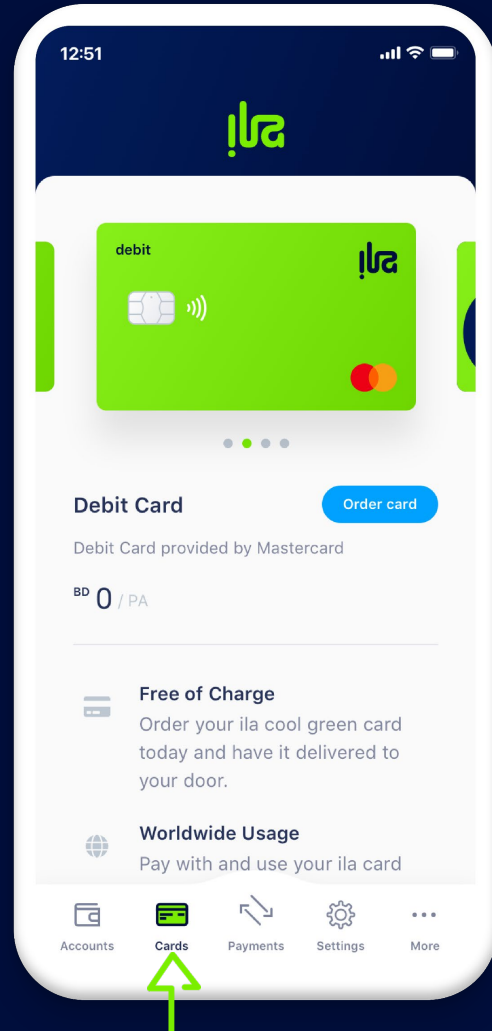 12:51
ila
debit
ila
Debit Card
Order card
Debit Card provided by Mastercard
BD 0 / PA
Free of Charge
Order your ila cool green card
today and have it delivered to
your door.
Worldwide Usage
Pay with and use your ila card
Accounts
Cards
Payments
Settings
More